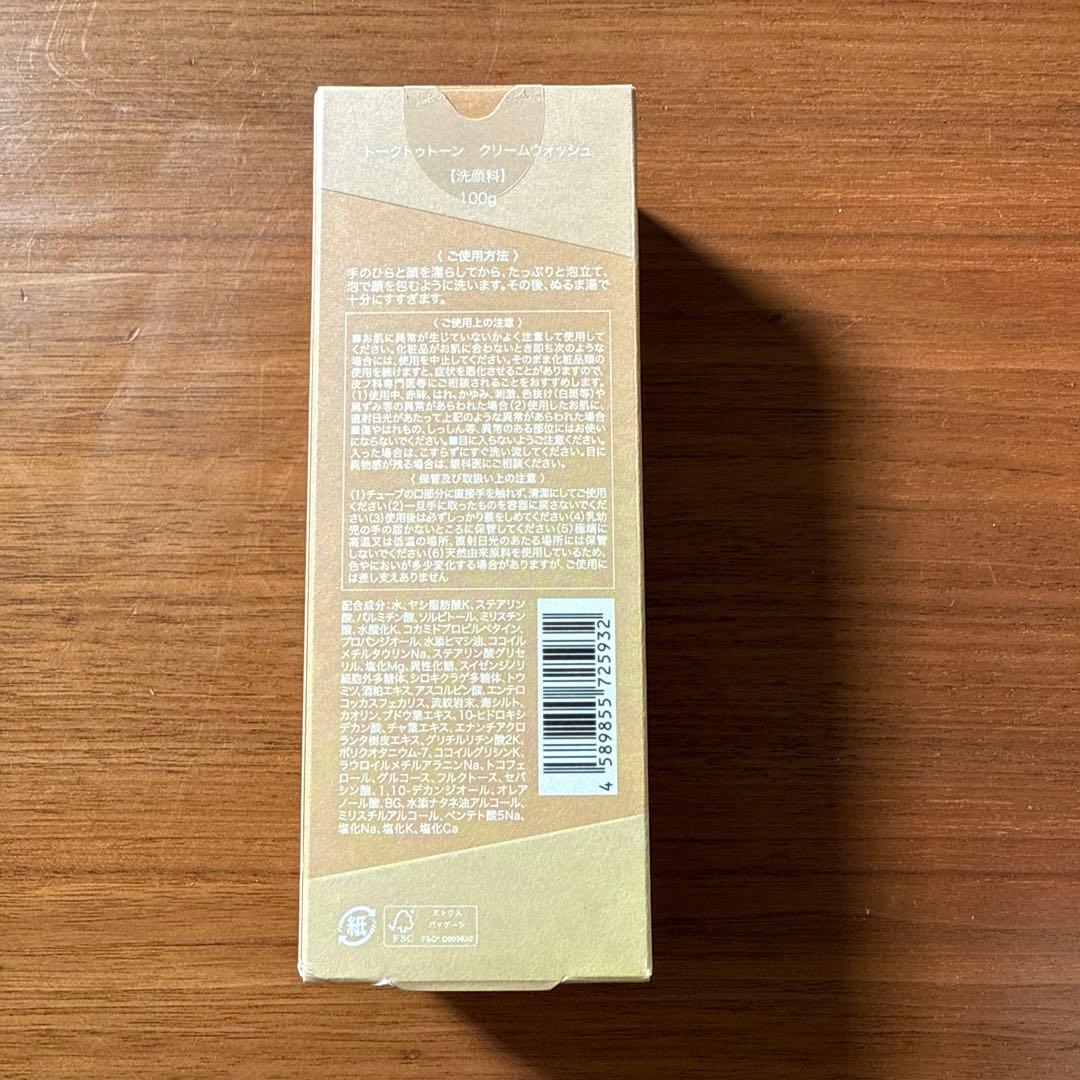 トークトゥトーン　クリームウォッシュ
【洗顔料】
100g
〈 ご使用方法 〉
手のひらと顔を濡らしてから、たっぷりと泡立て、
泡で顔を包むように洗います。その後、ぬるま湯で
十分にすすぎます。
〈 ご使用上の注意 〉
■お肌に異常が生じていないかよく注意して使用して
ください。化粧品がお肌に合わないとき即ち次のような
場合には、使用を中止してください。そのまま化粧品類の
使用を続けますと、症状を悪化させることがありますので、
皮フ科専門医等にご相談されることをおすすめします。
(1)使用中、赤味、はれ、かゆみ、刺激、色抜け(白斑等)や
黒ずみ等の異常があらわれた場合(2)使用したお肌に、
直射日光があたって上記のような異常があらわれた場合
■傷やはれもの、しっしん等、異常のある部位にはお使い
にならないでください。■目に入らないようご注意ください。
入った場合は、こすらずにすぐ洗い流してください。目に
異物感が残る場合は、眼科医にご相談ください。
〈 保管及び取扱い上の注意 〉
(1)チューブの口部分に直接手を触れず、清潔にしてご使用
ください(2)一旦手に取ったものを容器に戻さないでくだ
さい(3)使用後は必ずしっかり蓋をしめてください(4)乳幼
児の手の届かないところに保管してください(5)極端に
高温又は低温の場所、直射日光のあたる場所には保管
しないでください(6)天然由来原料を使用しているため、
色やにおいが多少変化する場合がありますが、ご使用に
は差し支えありません
配合成分：水、ヤシ脂肪酸K、ステアリン
酸、パルミチン酸、ソルビトール、ミリスチン
酸、水酸化K、コカミドプロピルベタイン、
プロパンジオール、水添ヒマシ油、ココイル
メチルタウリンNa、ステアリン酸グリセ
リル、塩化Mg、異性化糖、スイゼンジノリ
細胞外多糖体、シロキクラゲ多糖体、トウ
ミツ、酒粕エキス、アスコルビン酸、エンテロ
コッカスフェカリス、流紋岩末、海シルト、
カオリン、ブドウ葉エキス、10-ヒドロキシ
デカン酸、チャ葉エキス、エナンチアクロ
ランタ樹皮エキス、グリチルリチン酸2K、
ポリクオタニウム-7、ココイルグリシンK、
ラウロイルメチルアラニンNa、トコフェ
ロール、グルコース、フルクトース、セバ
シン酸、1,10-デカンジオール、オレア
ノール酸、BG、水添ナタネ油アルコール、
ミリスチルアルコール、ペンテト酸5Na、
塩化Na、塩化K、塩化Ca
4 589855 725932
紙
FSC
ミックス
パッケージ